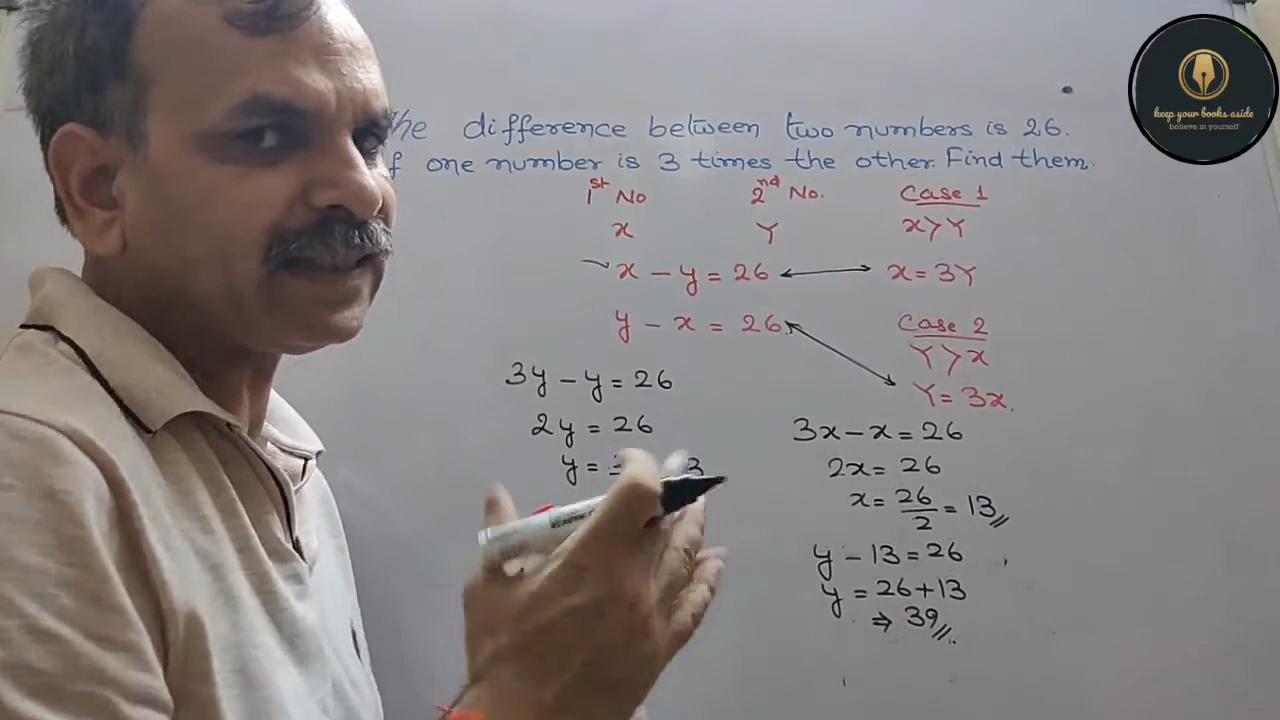 he difference between two numbers is 26.
f one number is 3 times the other. Find them.
1st No 2nd No. Case 1
x Y x>Y
x - y = 26 x = 3Y
y - x = 26. Case 2
Y>x
3y - y = 26 Y = 3x.
2y = 26 3x - x = 26
y = 3 2x = 26
x = 26/2 = 13
y - 13 = 26
y = 26 + 13
⇒ 39
keep your books aside
believe in yourself